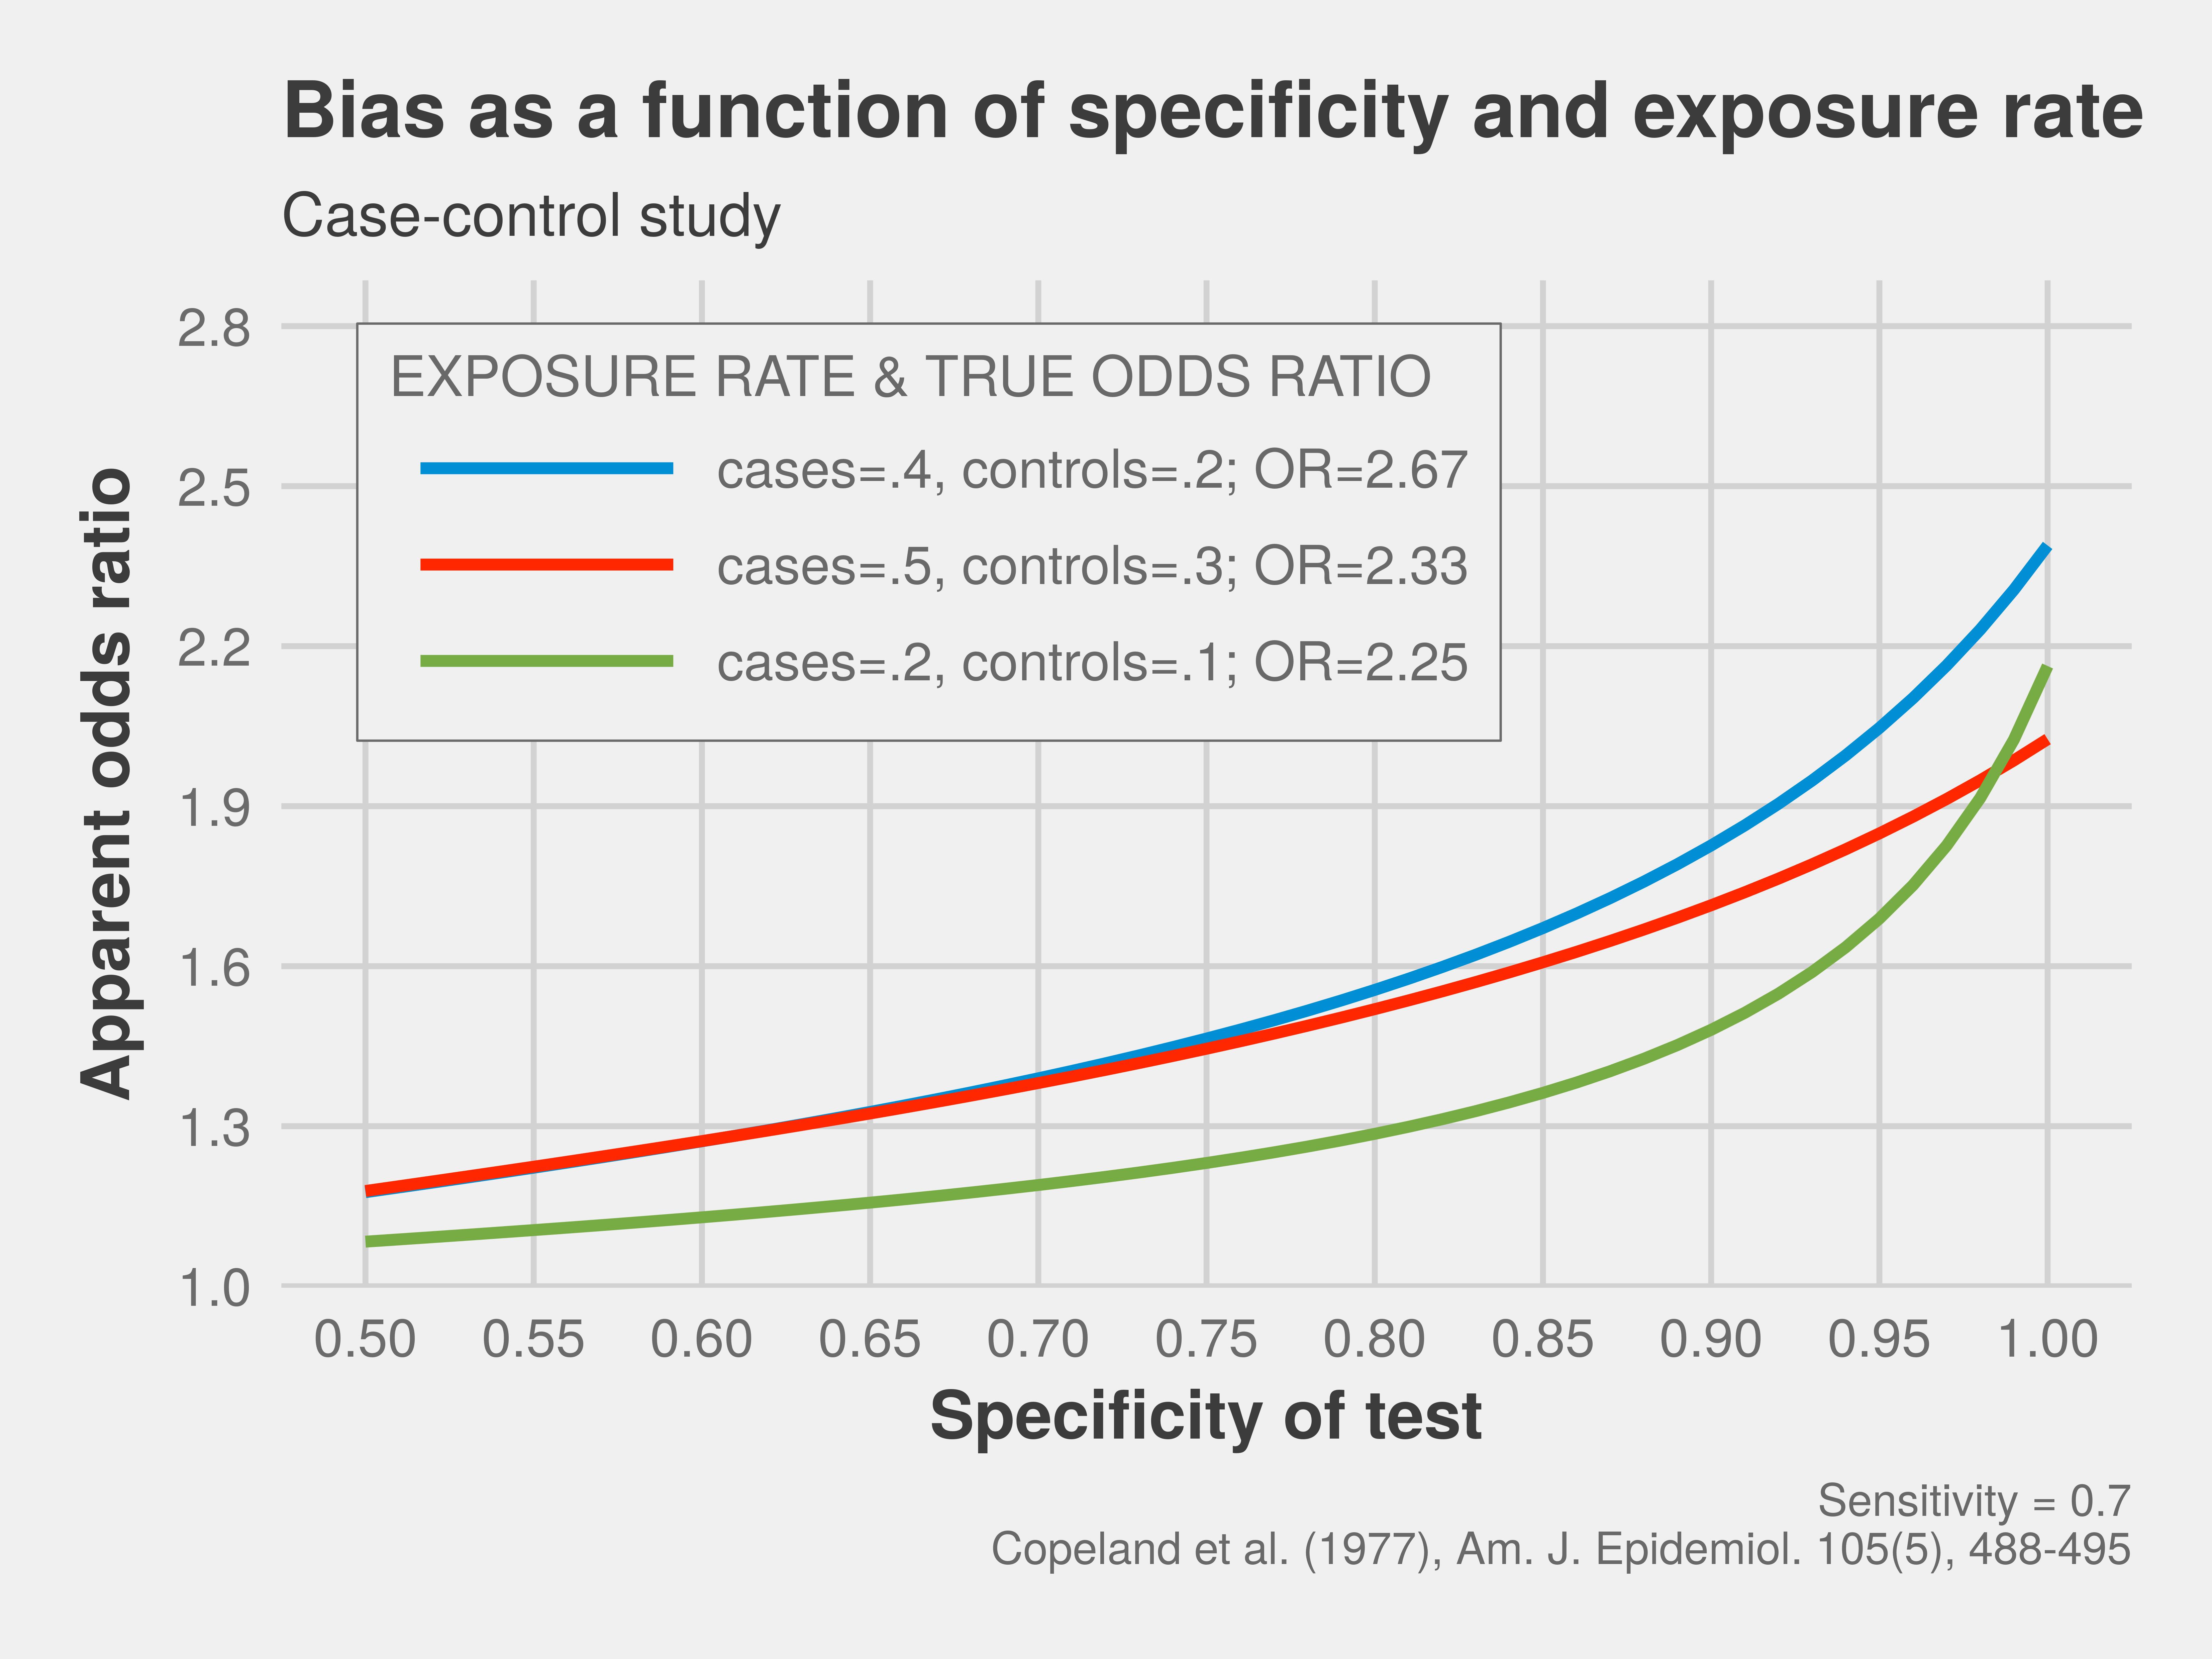 Bias as a function of specificity and exposure rate
Case-control study
Apparent odds ratio
2.8
2.5
2.2
1.9
1.6
1.3
1.0
EXPOSURE RATE & TRUE ODDS RATIO
cases=.4, controls=.2; OR=2.67
cases=.5, controls=.3; OR=2.33
cases=.2, controls=.1; OR=2.25
0.50 0.55 0.60 0.65 0.70 0.75 0.80 0.85 0.90 0.95 1.00
Specificity of test
Sensitivity = 0.7
Copeland et al. (1977), Am. J. Epidemiol. 105(5), 488-495